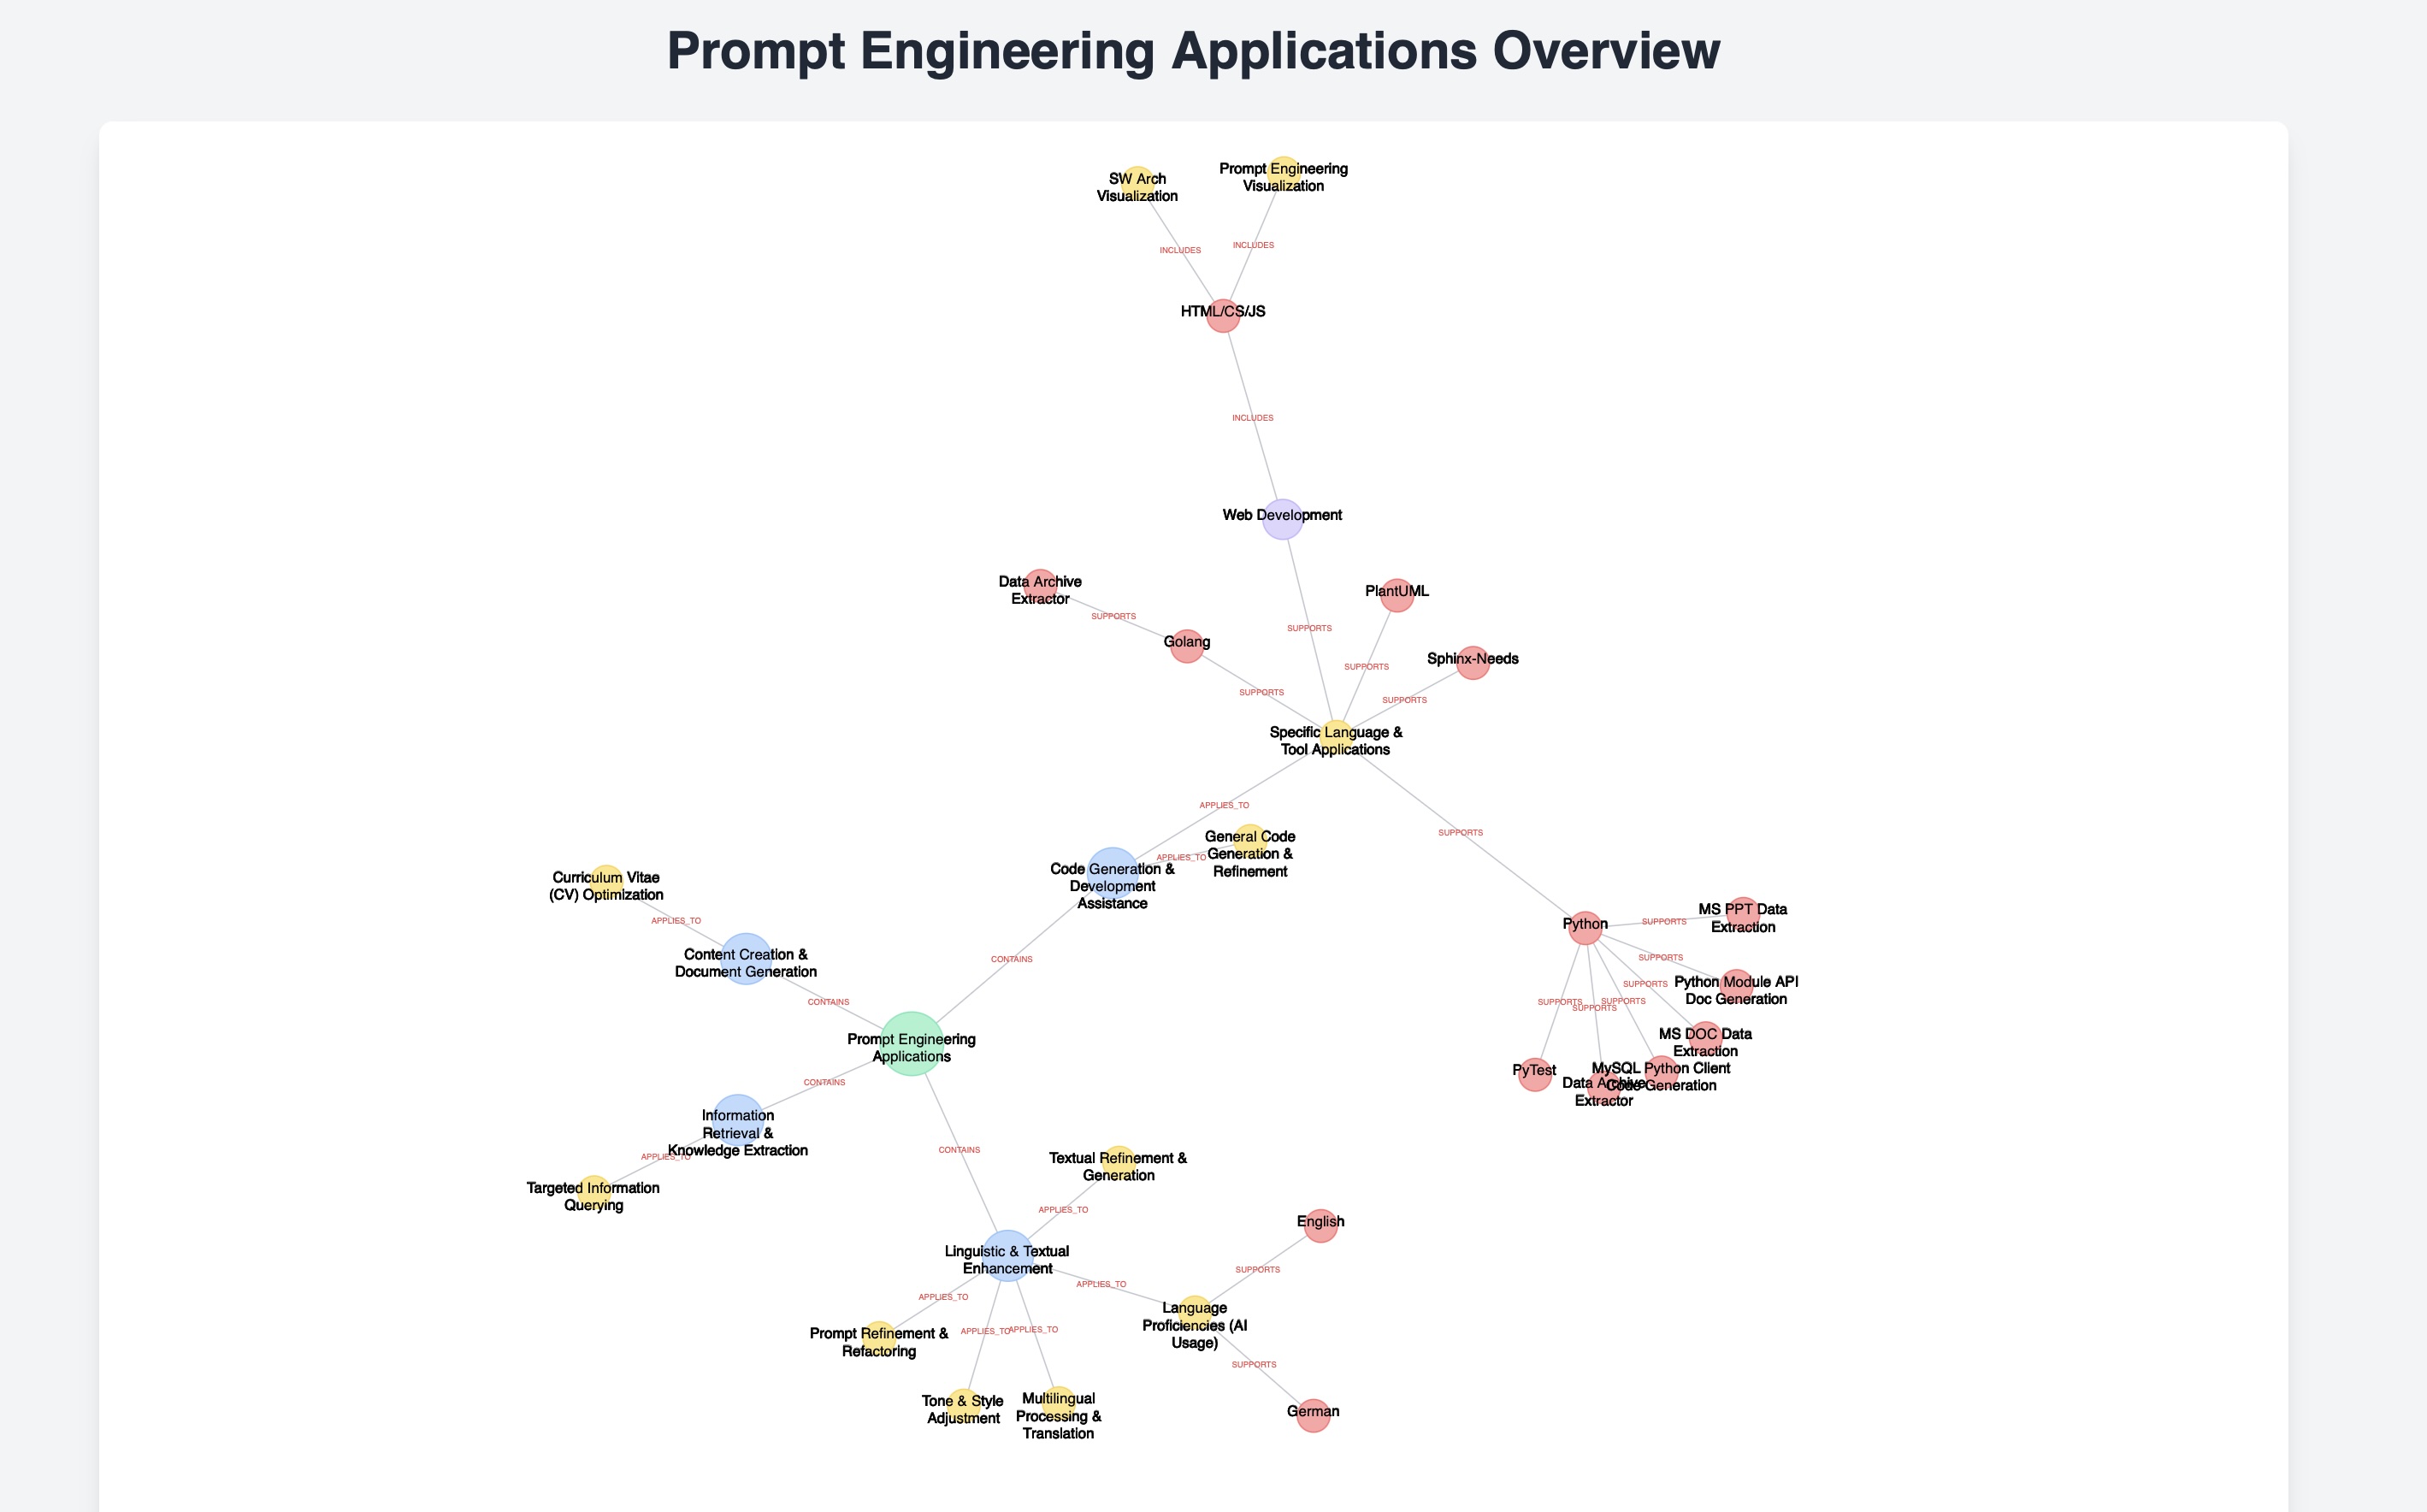 Prompt Engineering Applications Overview
SW Arch
Visualization
Prompt Engineering
Visualization
INCLUDES
INCLUDES
HTML/CS/JS
INCLUDES
Web Development
Data Archive
Extractor
SUPPORTS
Golang
SUPPORTS
SUPPORTS
PlantUML
SUPPORTS
Sphinx-Needs
SUPPORTS
Specific Language &
Tool Applications
APPLIES_TO
SUPPORTS
General Code
Generation &
Refinement
APPLIES_TO
Code Generation &
Development
Assistance
Curriculum Vitae
(CV) Optimization
APPLIES_TO
Content Creation &
Document Generation
CONTAINS
CONTAINS
Prompt Engineering
Applications
CONTAINS
Information
Retrieval &
Knowledge Extraction
APPLIES_TO
Targeted Information
Querying
CONTAINS
Python
SUPPORTS
MS PPT Data
Extraction
SUPPORTS
Python Module API
Doc Generation
SUPPORTS
MS DOC Data
Extraction
SUPPORTS
MySQL Python Client
Code Generation
SUPPORTS
Data Archive
Extractor
SUPPORTS
PyTest
Textual Refinement &
Generation
APPLIES_TO
Linguistic & Textual
Enhancement
APPLIES_TO
Prompt Refinement &
Refactoring
APPLIES_TO
Tone & Style
Adjustment
APPLIES_TO
Multilingual
Processing &
Translation
APPLIES_TO
Language
Proficiencies (AI
Usage)
SUPPORTS
English
SUPPORTS
German